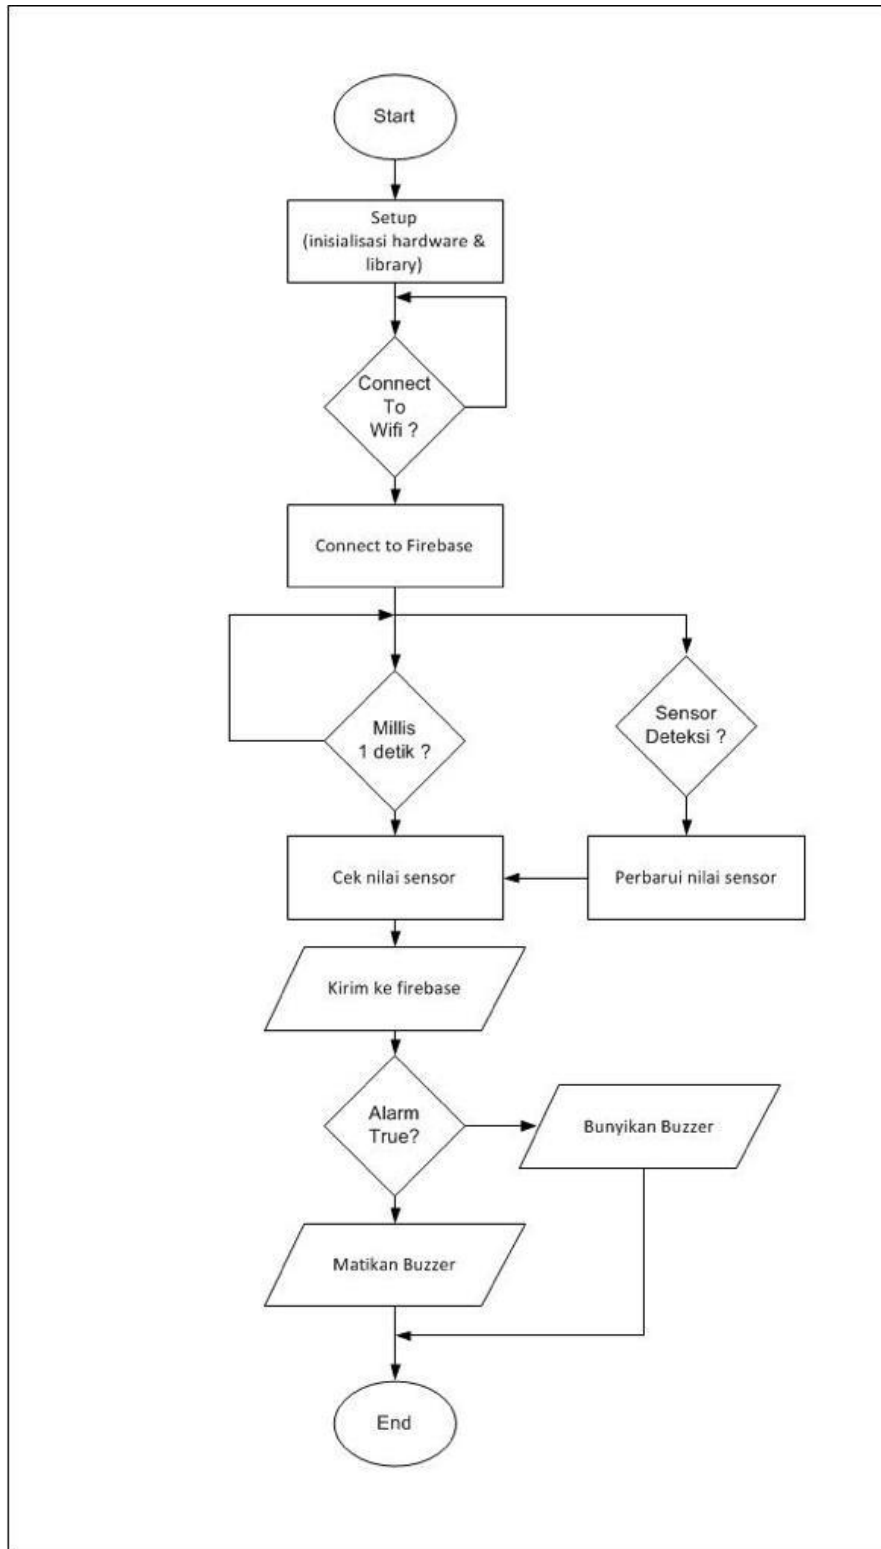 Start
Setup
(inisialisasi hardware &
library)
Connect
To
Wifi ?
Connect to Firebase
Millis
1 detik ?
Sensor
Deteksi ?
Cek nilai sensor
Perbarui nilai sensor
Kirim ke firebase
Alarm
True?
Bunyikan Buzzer
Matikan Buzzer
End